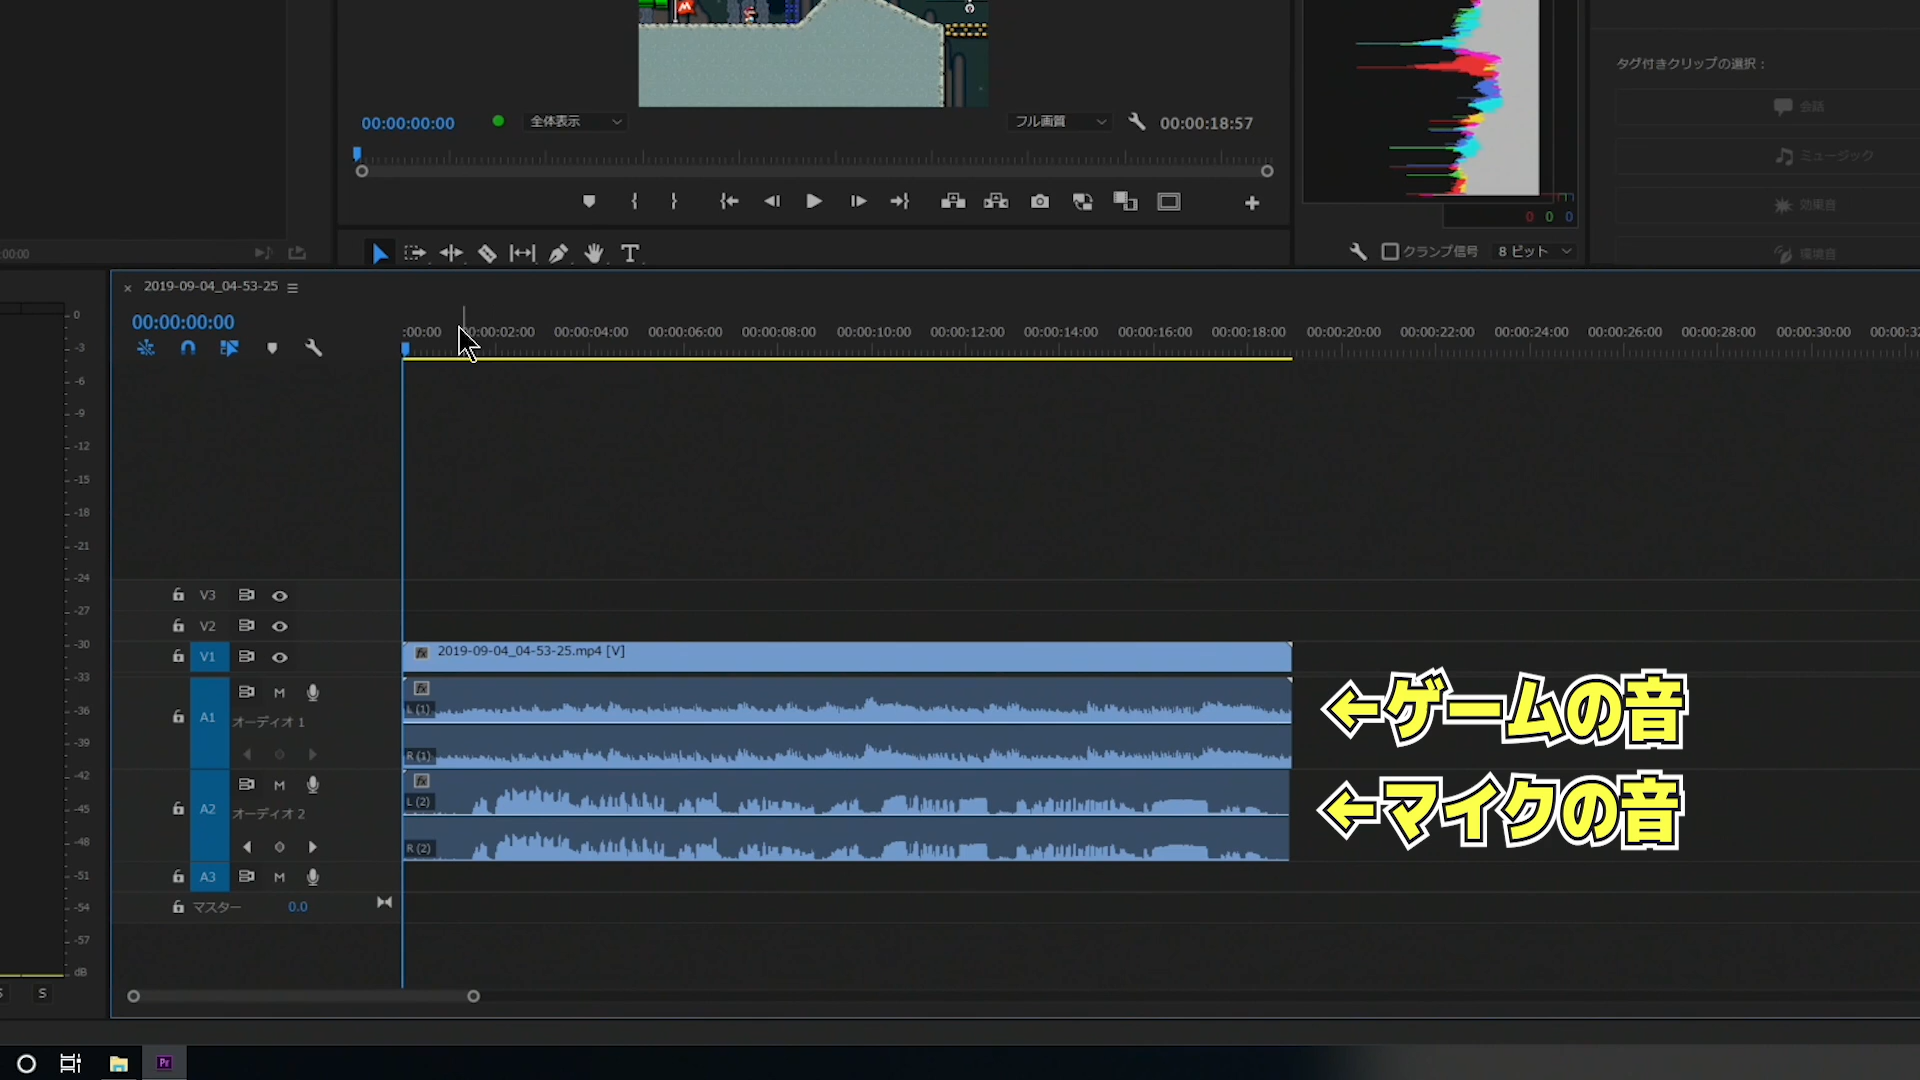 タグ付きクリップの選択：
00:00:00:00
全体表示
フル画質
00:00:18:57
会話
ミュージック
効果音
環境音
0 0 0
:00:00
クランプ信号
8 ビット
× 2019-09-04_04-53-25
00:00:00:00
:00:00
00:00:02:00
00:00:04:00
00:00:06:00
00:00:08:00
00:00:10:00
00:00:12:00
00:00:14:00
00:00:16:00
00:00:18:00
00:00:20:00
00:00:22:00
00:00:24:00
00:00:26:00
00:00:28:00
00:00:30:00
00:00:32
0
-3
-6
-9
-12
-15
-18
-21
-24
-27
-30
-33
-36
-39
-42
-45
-48
-51
-54
-57
dB
S
S
V3
V2
V1
fx 2019-09-04_04-53-25.mp4 [V]
A1
M
オーディオ 1
fx
L (1)
R (1)
←ゲームの音
A2
M
オーディオ 2
fx
L (2)
R (2)
←マイクの音
A3
M
マスター
0.0
Pr